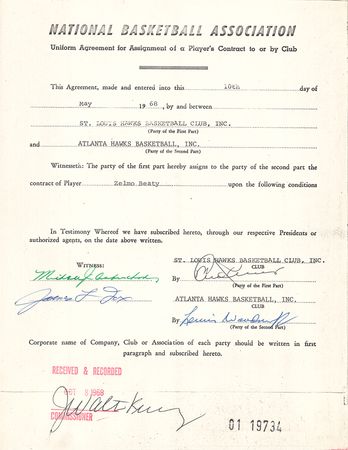 NATIONAL BASKETBALL ASSOCIATION
Uniform Agreement for Assignment of a Player's Contract to or by Club
This Agreement, made and entered into this 10th day of
May 1968, by and between
ST. LOUIS HAWKS BASKETBALL CLUB, INC.
(Party of the First Part)
and ATLANTA HAWKS BASKETBALL, INC.
(Party of the Second Part)
Witnesseth: The party of the first part hereby assigns to the party of the second part the
contract of Player Zelmo Beaty upon the following conditions
In Testimony Whereof we have subscribed hereto, through our respective Presidents or
authorized agents, on the date above written.
ST. LOUIS HAWKS BASKETBALL CLUB, INC.
WITNESS:
CLUB
By
(Party of the First Part)
James L Fox
ATLANTA HAWKS BASKETBALL, INC.
CLUB
By
(Party of the Second Part)
Corporate name of Company, Club or Association of each party should be written in first
paragraph and subscribed hereto.
RECEIVED & RECORDED
J Walt Kennedy
COMMISSIONER
01 19734